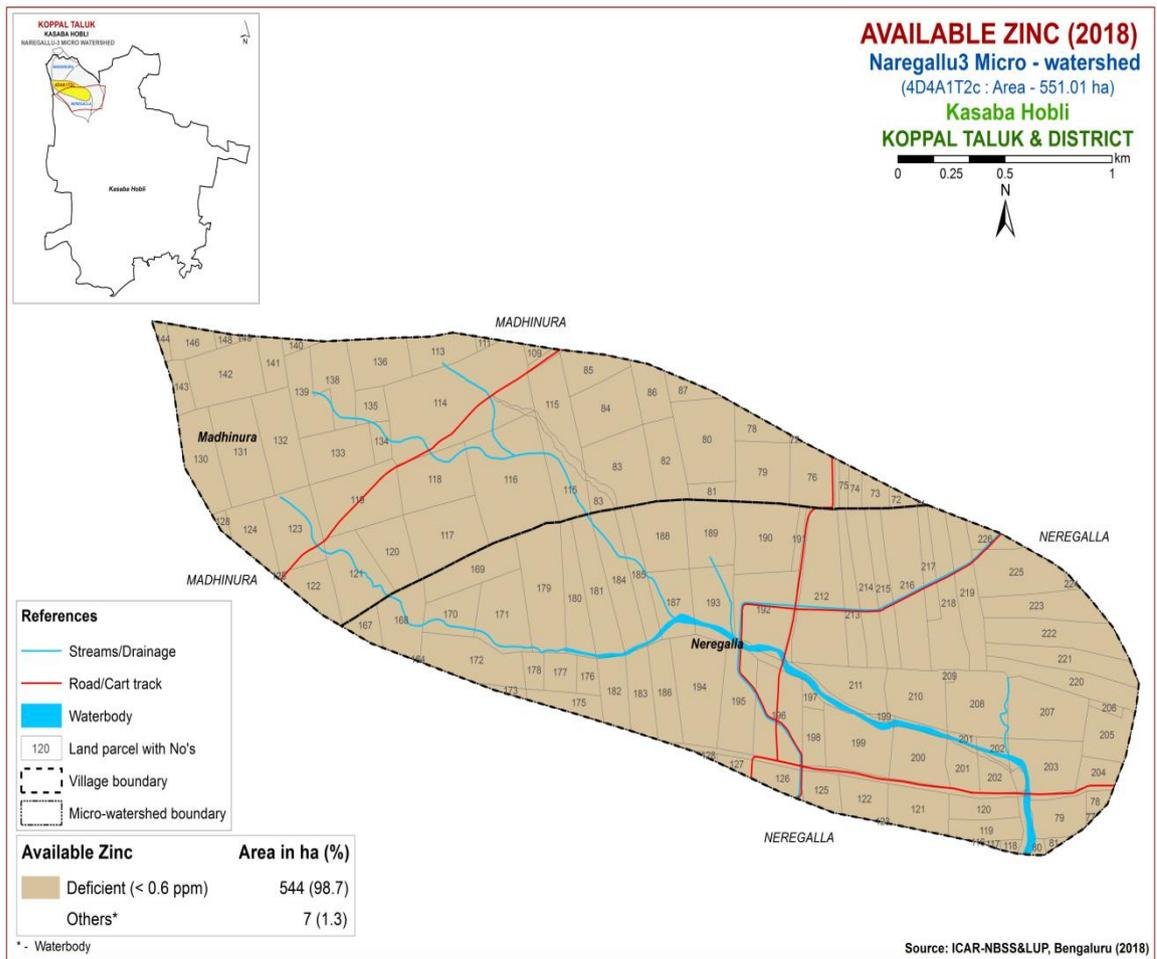 KOPPAL TALUK
KASABA HOBLI
NAREGALLU-3 MICRO WATERSHED
N
MADHINURA
NEREGALLA
Kasaba Hobli
AVAILABLE ZINC (2018)
Naregallu3 Micro - watershed
(4D4A1T2c : Area - 551.01 ha)
Kasaba Hobli
KOPPAL TALUK & DISTRICT
km
0 0.25 0.5 1
N
MADHINURA
146 148 140 113 111 109
141 136 85
143 142 139 138 86 87
135 114 115 84
Madhinura 132 134 80 78
130 131 133 83 82 79 76
118 116 115 81 75 74 73 72
119 83
124 123 117 188 189 190 191 226
NEREGALLA
120 169 217 225
MADHINURA
122 121 179 180 181 184 185 214 215 216 219
187 193 192 212 218 223
167 168 170 171 213 222
Neregalla
172 178 177 176 209 221
175 182 183 186 194 195 197 211 210 208 220
196 199 207 206
198 199 200 201 202 205
127 126 201 202 203 204
125 122 121 120 78
119 79
118 80 81
NEREGALLA
References
Streams/Drainage
Road/Cart track
Waterbody
120 Land parcel with No's
Village boundary
Micro-watershed boundary
Available Zinc Area in ha (%)
Deficient (< 0.6 ppm) 544 (98.7)
Others* 7 (1.3)
* - Waterbody
Source: ICAR-NBSS&LUP, Bengaluru (2018)